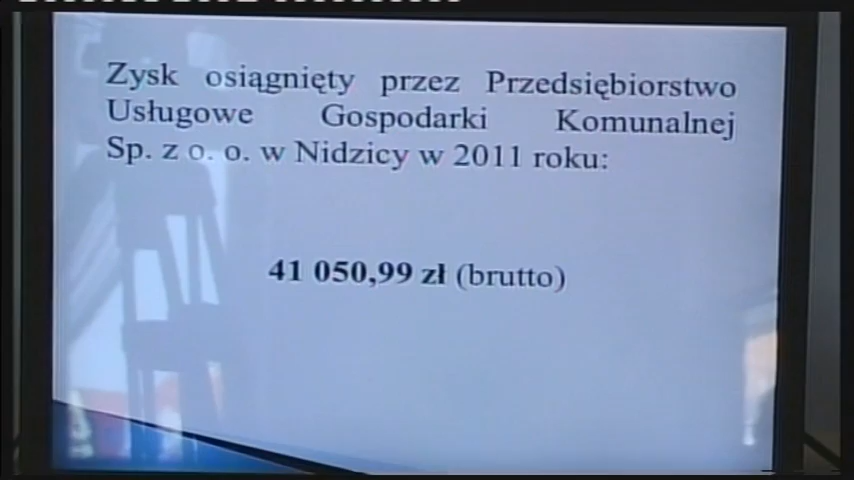 Zysk osiągnięty przez Przedsiębiorstwo
Usługowe Gospodarki Komunalnej
Sp. z o. o. w Nidzicy w 2011 roku:
41 050,99 zł (brutto)